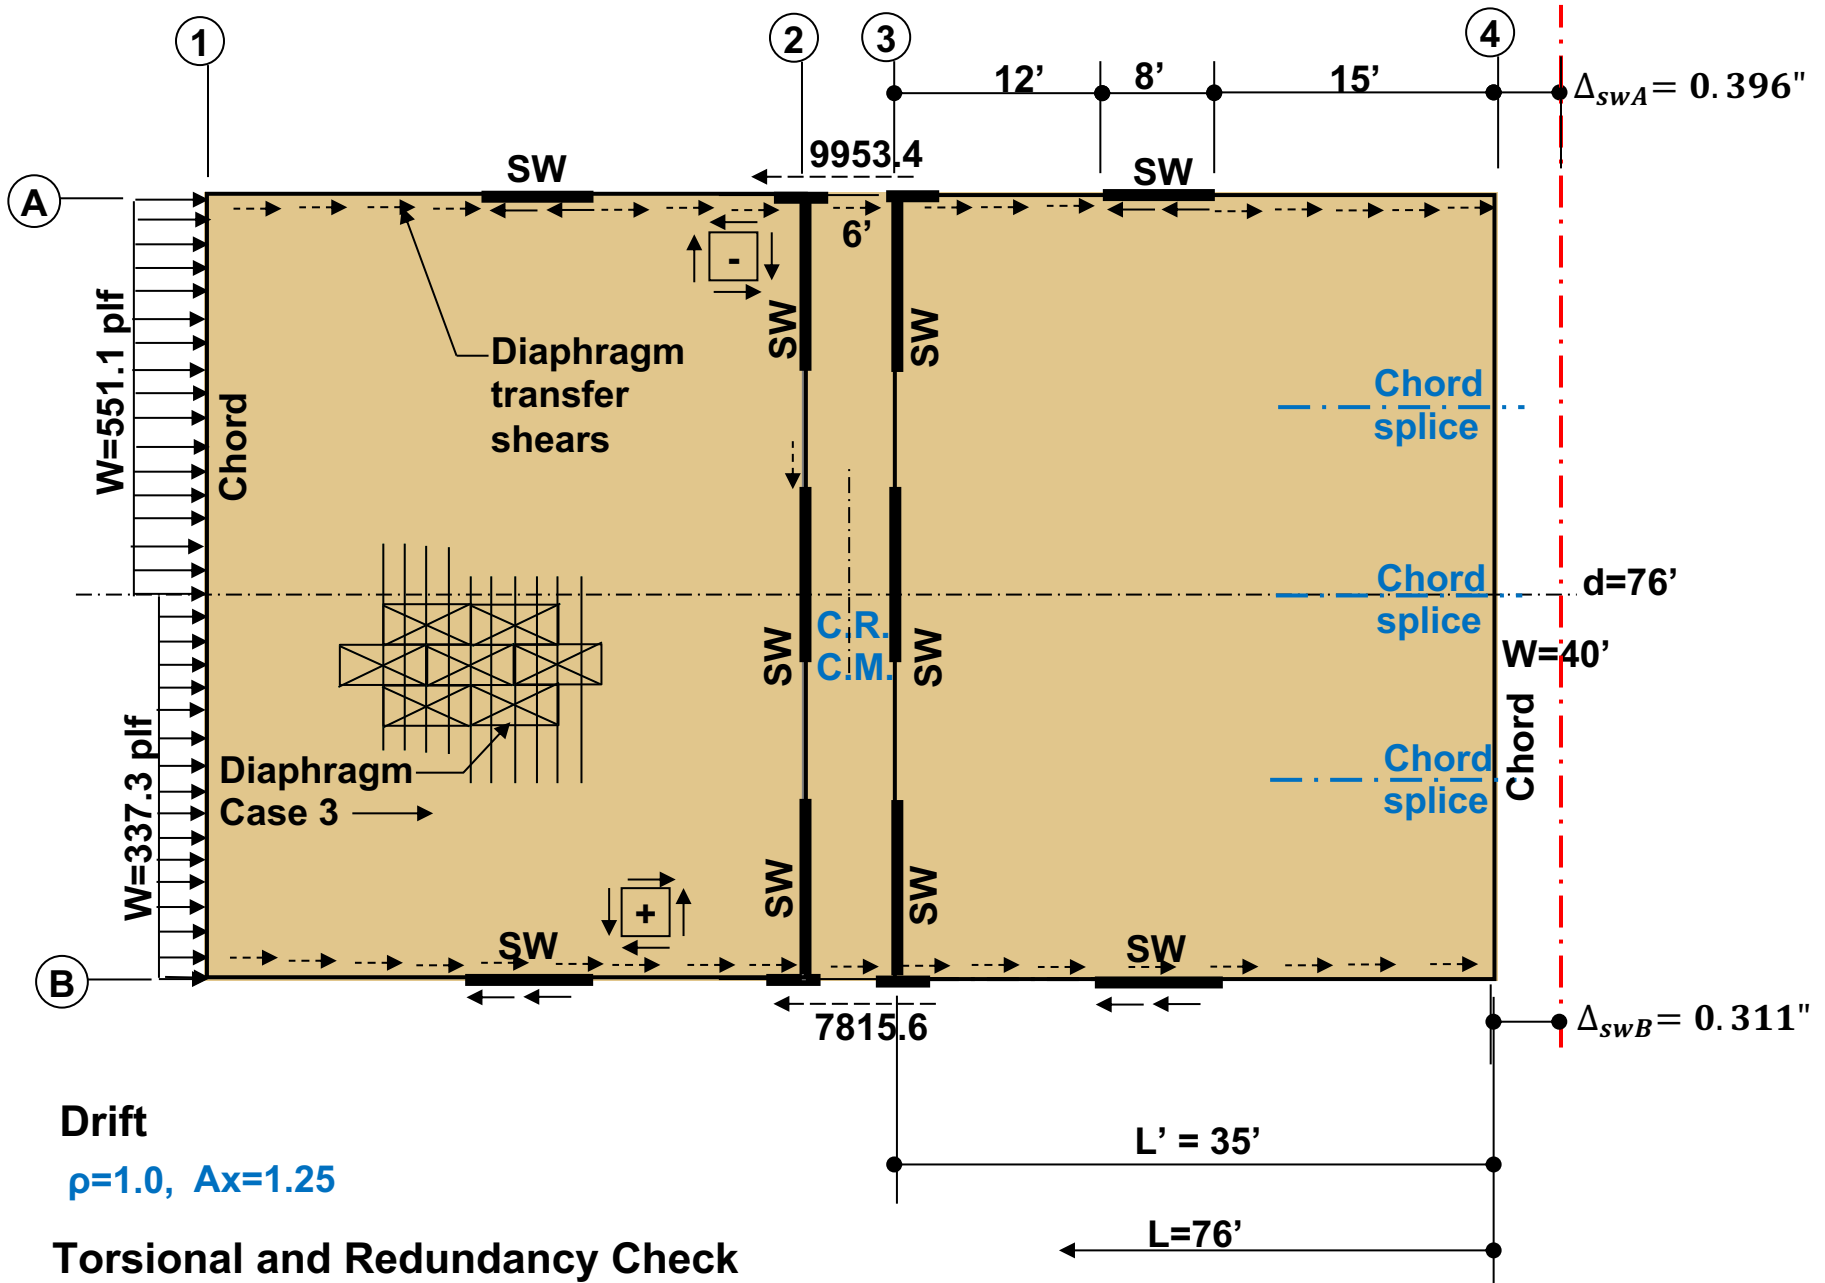 1
2
3
4
12’
8’
15’
ΔswA= 0.396"
9953.4
SW
SW
A
6’
-
SW
SW
W=551.1 plf
Diaphragm
transfer
shears
Chord
Chord
splice
d=76’
Chord
splice
C.R.
C.M.
SW
SW
W=40’
Chord
W=337.3 plf
Diaphragm
Case 3
Chord
splice
SW
SW
+
SW
SW
B
7815.6
ΔswB= 0.311"
Drift
ρ=1.0, Ax=1.25
L’ = 35’
L=76’
Torsional and Redundancy Check